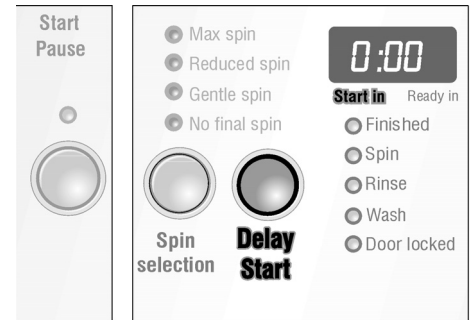 Start
Pause
Max spin
Reduced spin
Gentle spin
No final spin
0:00
Start in Ready in
Finished
Spin
Rinse
Wash
Door locked
Spin
selection
Delay
Start